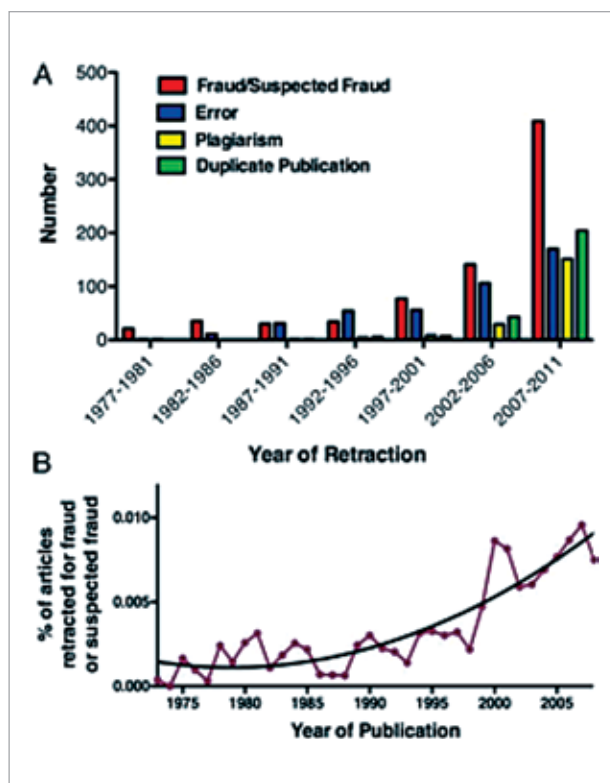 A
500
400
300
200
100
0
Number
Fraud/Suspected Fraud
Error
Plagiarism
Duplicate Publication
1977-1981
1982-1986
1987-1991
1992-1996
1997-2001
2002-2006
2007-2011
Year of Retraction
B
% of articles
retracted for fraud
or suspected fraud
0.010
0.005
0.000
1975
1980
1985
1990
1995
2000
2005
Year of Publication